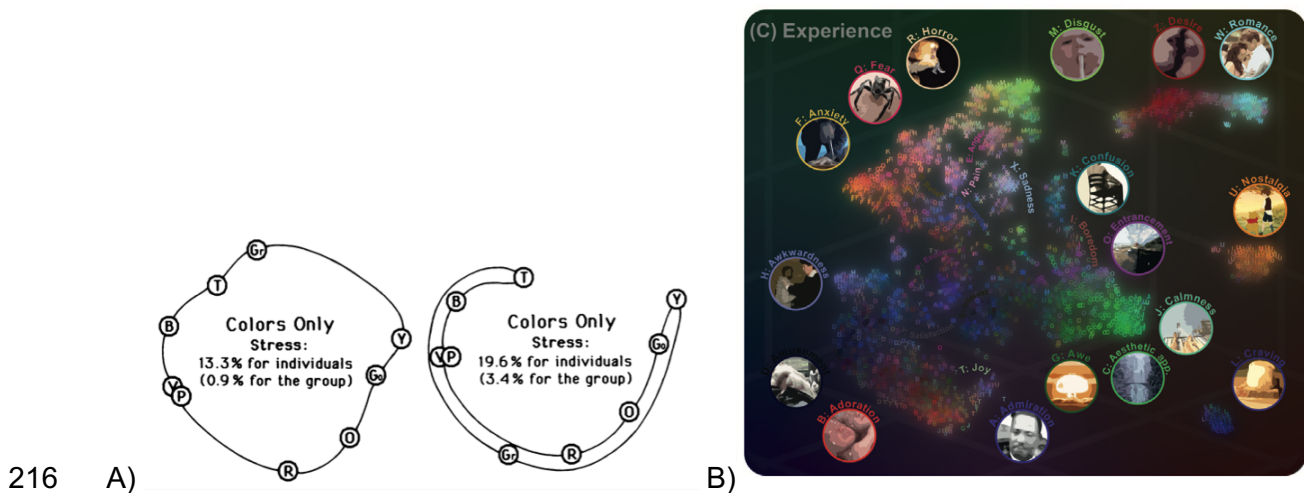 216
A)
Gr
T
B
Y
V
P
Go
O
R
Colors Only
Stress:
13.3% for individuals
(0.9% for the group)
T
B
Y
V
P
Go
O
R
Gr
Colors Only
Stress:
19.6% for individuals
(3.4% for the group)
B)
(C) Experience
R: Horror
M: Disgust
Z: Desire
W: Romance
Q: Fear
F: Anxiety
E: Anger
N: Pain
X: Sadness
K: Confusion
U: Nostalgia
I: Boredom
O: Entrancement
H: Awkwardness
J: Calmness
T: Joy
G: Awe
C: Aesthetic app.
L: Craving
B: Adoration
A: Admiration